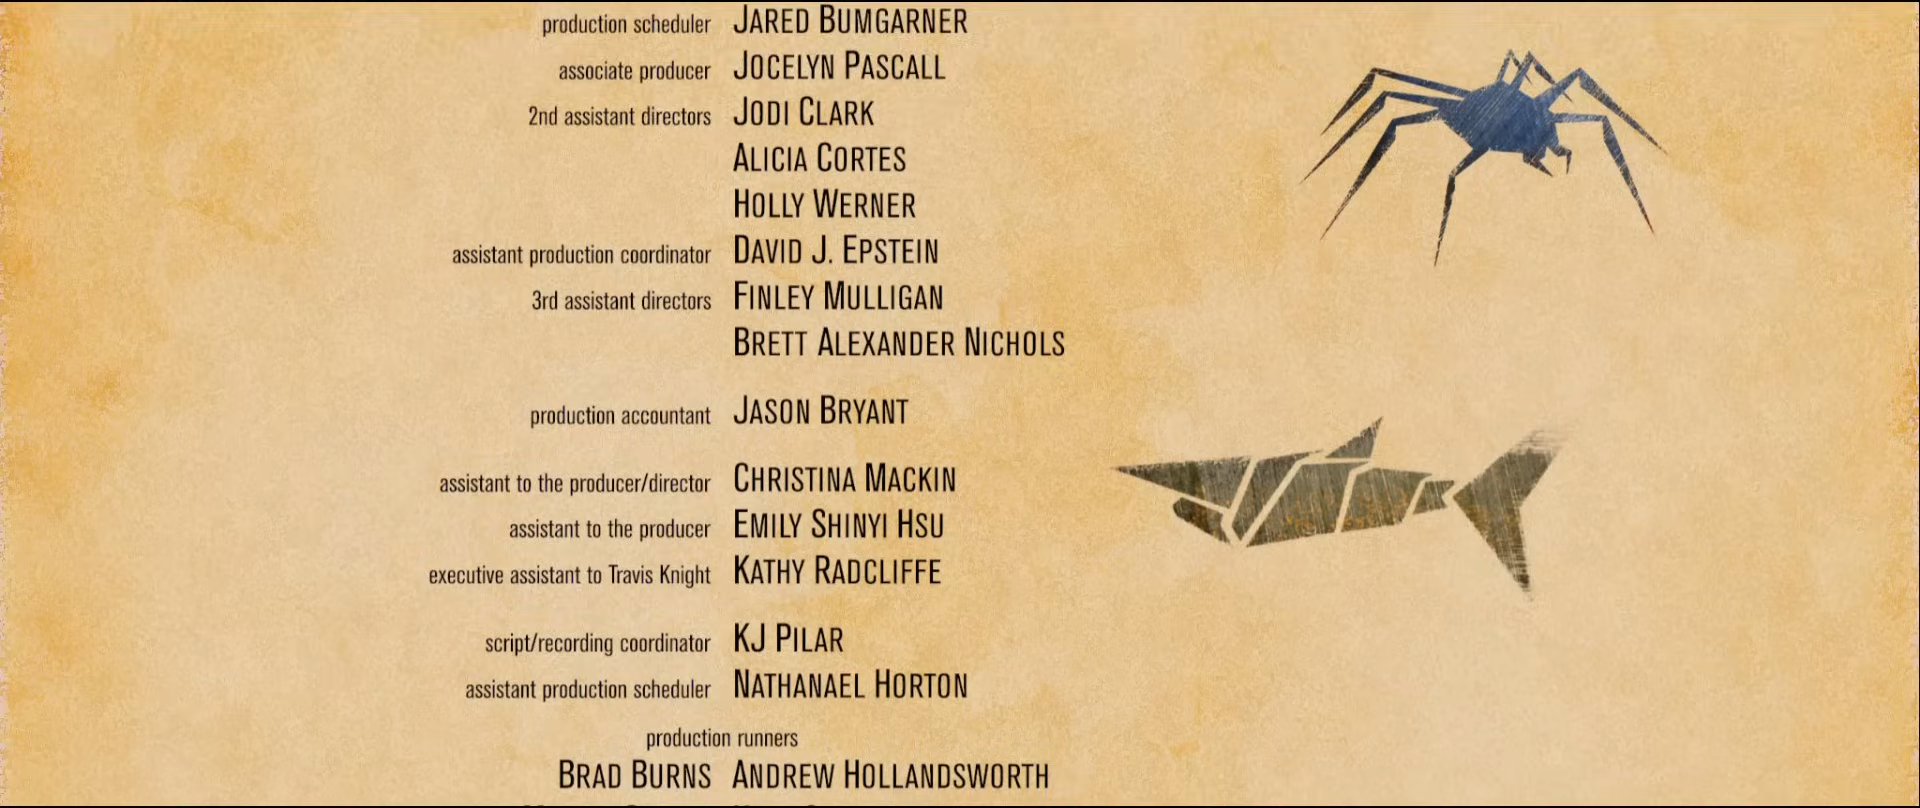 production scheduler JARED BUMGARNER
associate producer JOCELYN PASCALL
2nd assistant directors JODI CLARK
ALICIA CORTES
HOLLY WERNER
assistant production coordinator DAVID J. EPSTEIN
3rd assistant directors FINLEY MULLIGAN
BRETT ALEXANDER NICHOLS
production accountant JASON BRYANT
assistant to the producer/director CHRISTINA MACKIN
assistant to the producer EMILY SHINYI HSU
executive assistant to Travis Knight KATHY RADCLIFFE
script/recording coordinator KJ PILAR
assistant production scheduler NATHANAEL HORTON
production runners
BRAD BURNS ANDREW HOLLANDSWORTH